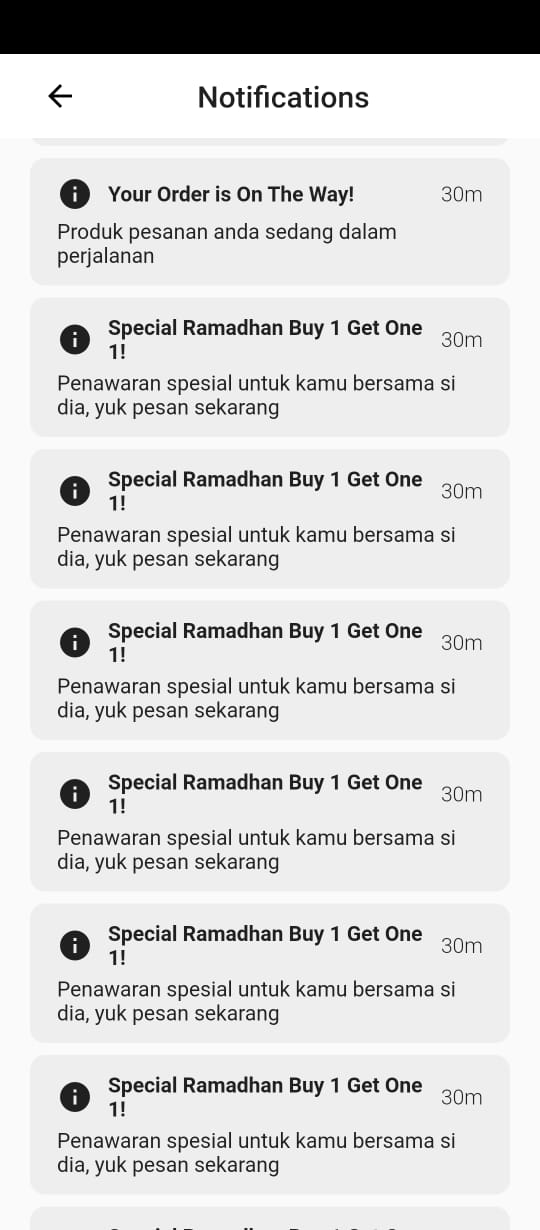 Notifications
Your Order is On The Way!
30m
Produk pesanan anda sedang dalam
perjalanan
Special Ramadhan Buy 1 Get One
1!
30m
Penawaran spesial untuk kamu bersama si
dia, yuk pesan sekarang
Special Ramadhan Buy 1 Get One
1!
30m
Penawaran spesial untuk kamu bersama si
dia, yuk pesan sekarang
Special Ramadhan Buy 1 Get One
1!
30m
Penawaran spesial untuk kamu bersama si
dia, yuk pesan sekarang
Special Ramadhan Buy 1 Get One
1!
30m
Penawaran spesial untuk kamu bersama si
dia, yuk pesan sekarang
Special Ramadhan Buy 1 Get One
1!
30m
Penawaran spesial untuk kamu bersama si
dia, yuk pesan sekarang
Special Ramadhan Buy 1 Get One
1!
30m
Penawaran spesial untuk kamu bersama si
dia, yuk pesan sekarang